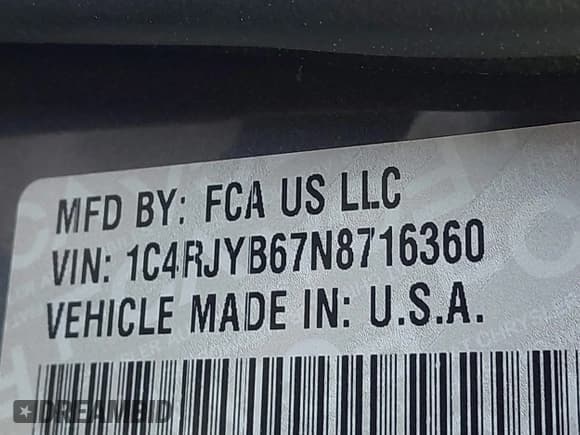 MFD BY: FCA US LLC
VIN: 1C4RJYB67N8716360
VEHICLE MADE IN: U.S.A.
DREAMBID